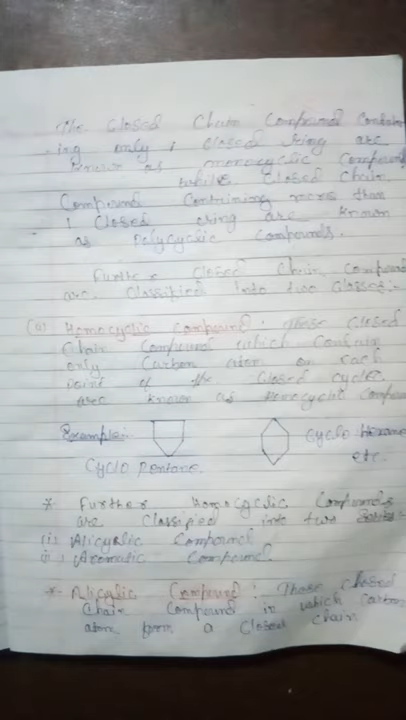 The Closed Chain Compound Contain
-ing only 1 closed ring are
known as monocyclic Compound
while Closed Chain
Compound Containing more than
1 Closed ring are known
as Polycyclic Compounds.
Further Closed Chain Compound
are Classified into two Classes:-
(a) Homocyclic Compound: Those Closed
Chain Compound which Contain
only Carbon atom on each
point of the Closed cycle
are known as Homocyclic Compou
Example:- Cyclo Hexane
Cyclo Pentane. etc.
* Further Homocyclic Compounds
are Classified into two
(i) Alicyclic Compound
(ii) Aromatic Compound
* Alicyclic Compound: Those Closed
Chain Compound in which Carbon
atom form a Closed Chain